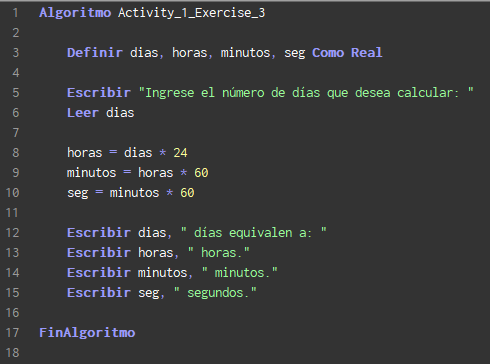 1 Algoritmo Activity_1_Exercise_3
2
3 Definir dias, horas, minutos, seg Como Real
4
5 Escribir "Ingrese el número de días que desea calcular: "
6 Leer dias
7
8 horas = dias * 24
9 minutos = horas * 60
10 seg = minutos * 60
11
12 Escribir dias, " días equivalen a: "
13 Escribir horas, " horas."
14 Escribir minutos, " minutos."
15 Escribir seg, " segundos."
16
17 FinAlgoritmo
18